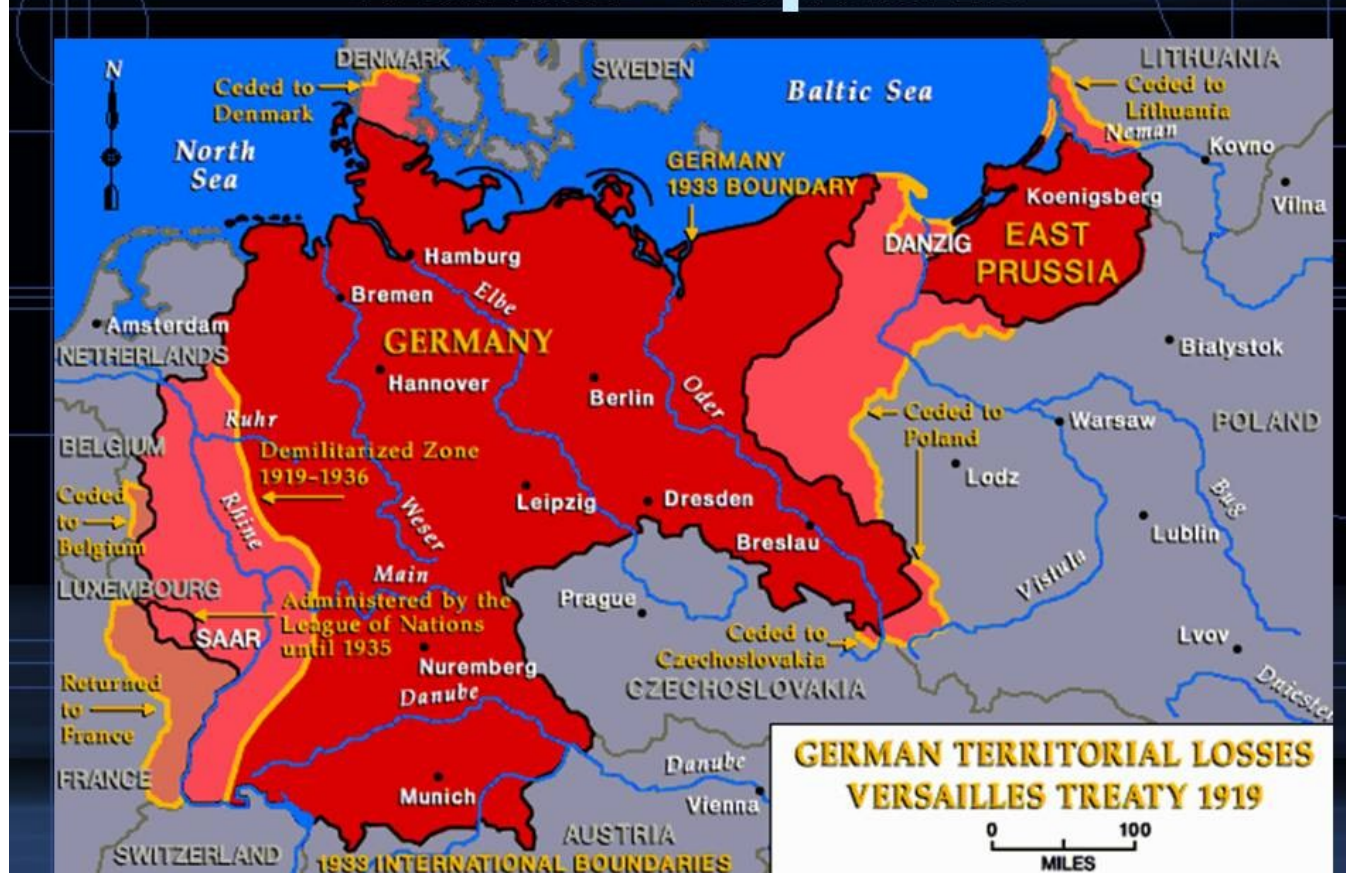 DENMARK
SWEDEN
LITHUANIA
N
Ceded to
Denmark
Baltic Sea
Ceded to
Lithuania
North
Sea
Neman
Kovno
GERMANY
1933 BOUNDARY
Koenigsberg
Vilna
DANZIG
EAST
PRUSSIA
Hamburg
Bremen
Elbe
Amsterdam
NETHERLANDS
GERMANY
Hannover
Berlin
Oder
Bialystok
Ruhr
Ceded to
Poland
Warsaw
POLAND
BELGIUM
Demilitarized Zone
1919-1936
Lodz
Ceded
to
Belgium
Rhine
Weser
Leipzig
Dresden
Breslau
Bug
Lublin
LUXEMBOURG
Main
Prague
Vistula
Administered by the
League of Nations
until 1935
SAAR
Ceded to
Czechoslovakia
Lvov
Nuremberg
CZECHOSLOVAKIA
Dniester
Returned
to
France
Danube
FRANCE
Munich
Danube
Vienna
GERMAN TERRITORIAL LOSSES
VERSAILLES TREATY 1919
0 100
MILES
SWITZERLAND
AUSTRIA
1933 INTERNATIONAL BOUNDARIES